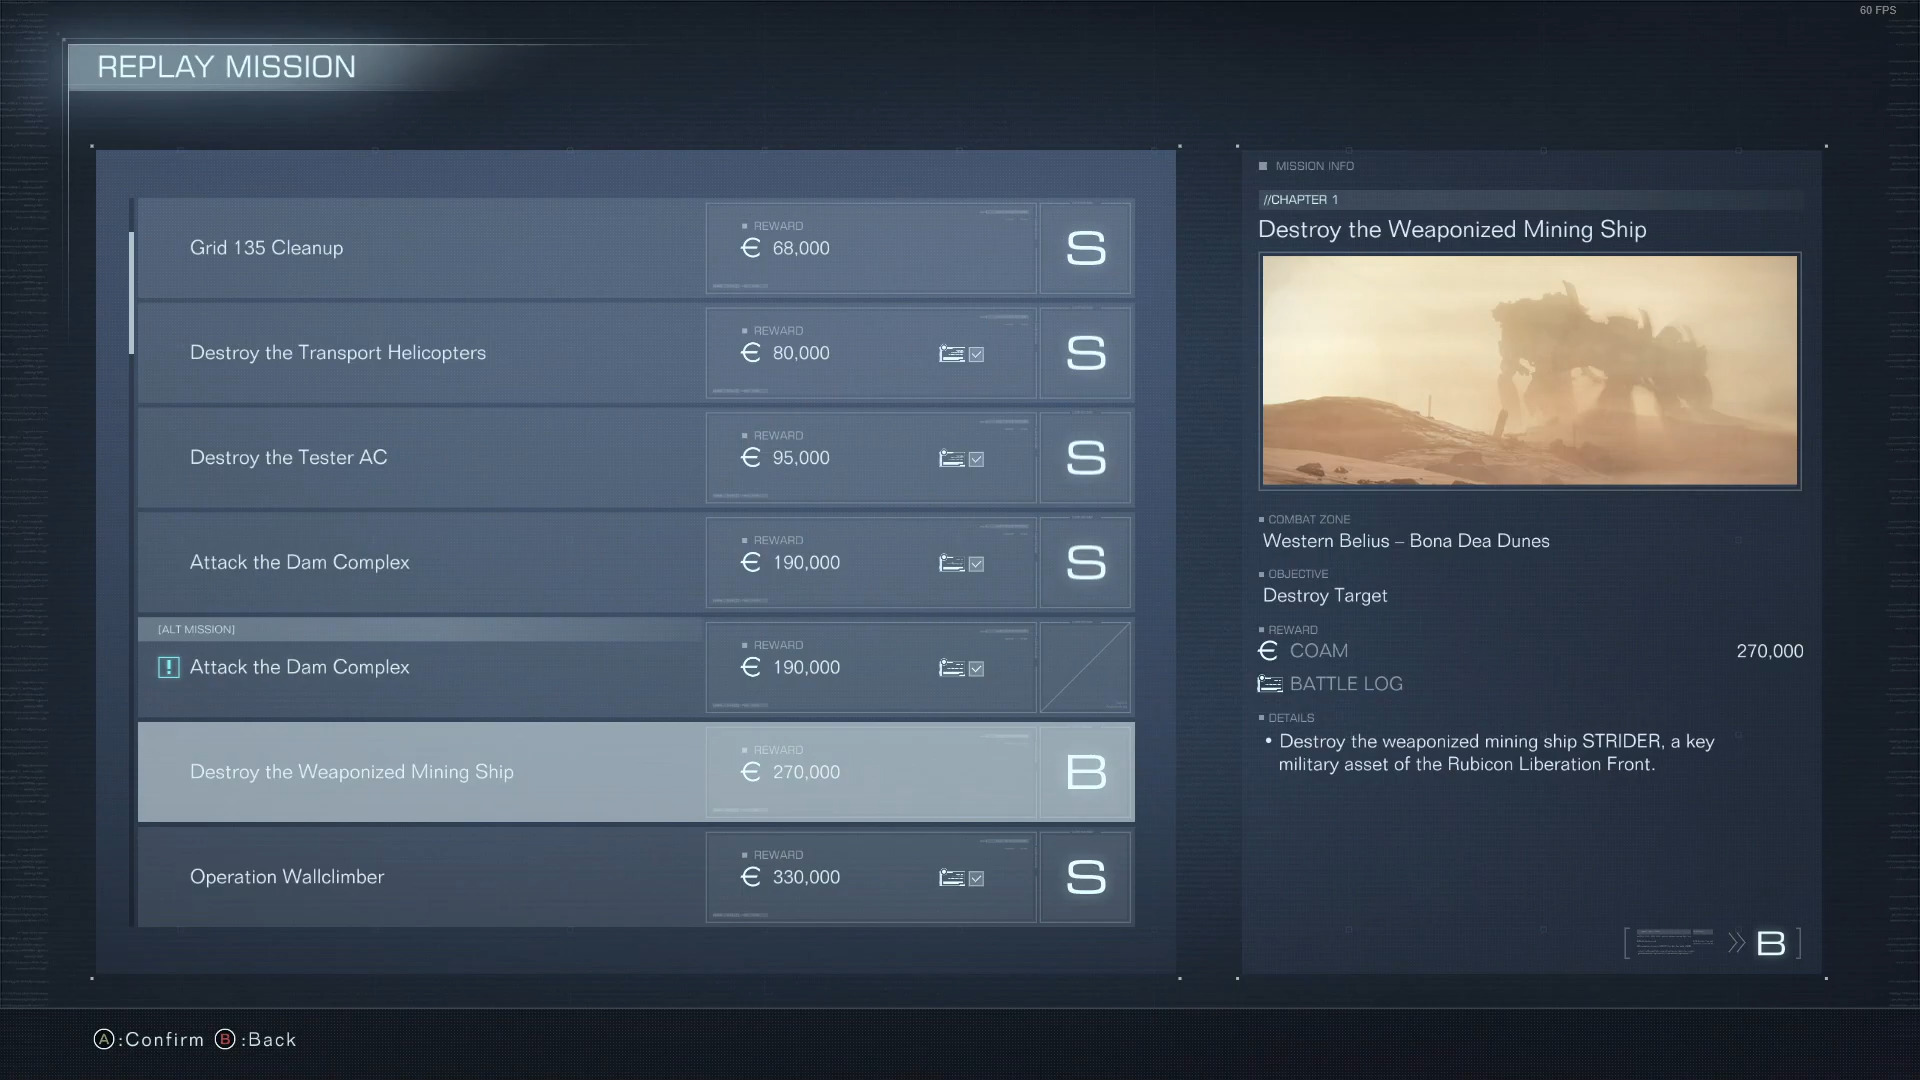 60 FPS
REPLAY MISSION
Grid 135 Cleanup
REWARD
68,000
S
Destroy the Transport Helicopters
REWARD
80,000
S
Destroy the Tester AC
REWARD
95,000
S
Attack the Dam Complex
REWARD
190,000
S
[ALT MISSION]
Attack the Dam Complex
REWARD
190,000
Destroy the Weaponized Mining Ship
REWARD
270,000
B
Operation Wallclimber
REWARD
330,000
S
MISSION INFO
//CHAPTER 1
Destroy the Weaponized Mining Ship
COMBAT ZONE
Western Belius – Bona Dea Dunes
OBJECTIVE
Destroy Target
REWARD
COAM 270,000
BATTLE LOG
DETAILS
• Destroy the weaponized mining ship STRIDER, a key
military asset of the Rubicon Liberation Front.
B
A:Confirm B:Back